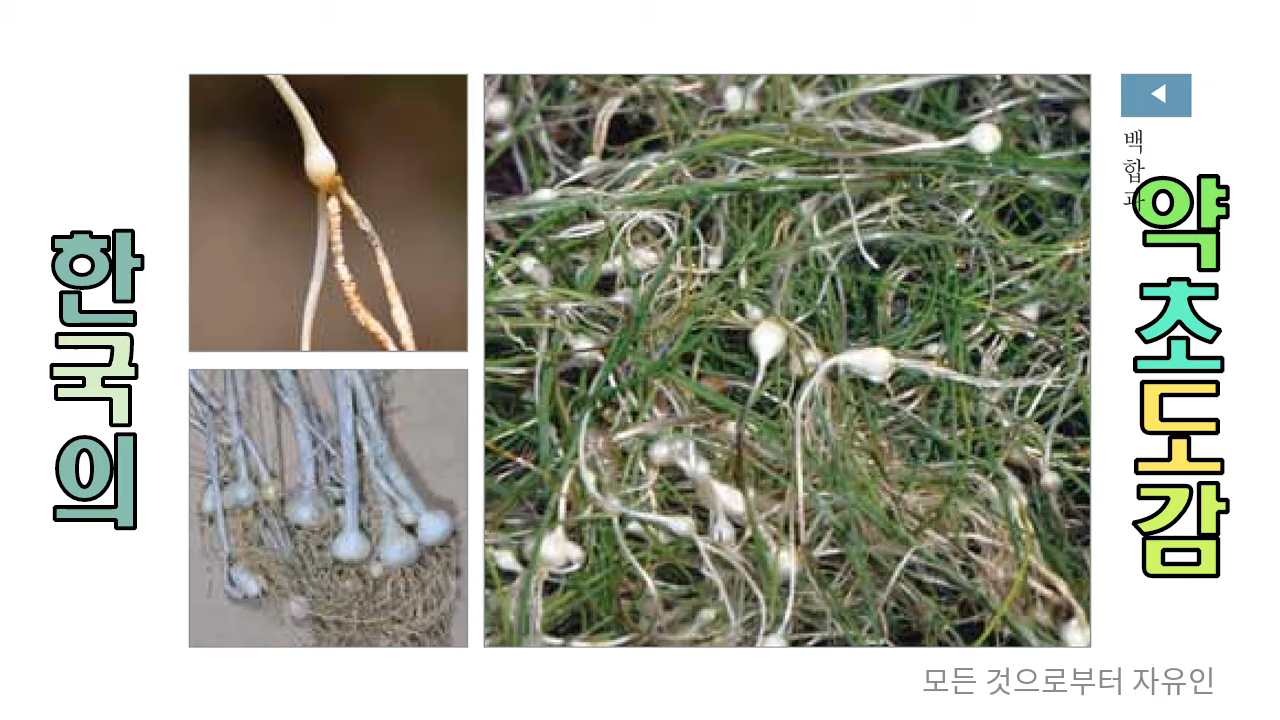 한국의
백합과
약초도감
모든 것으로부터 자유인